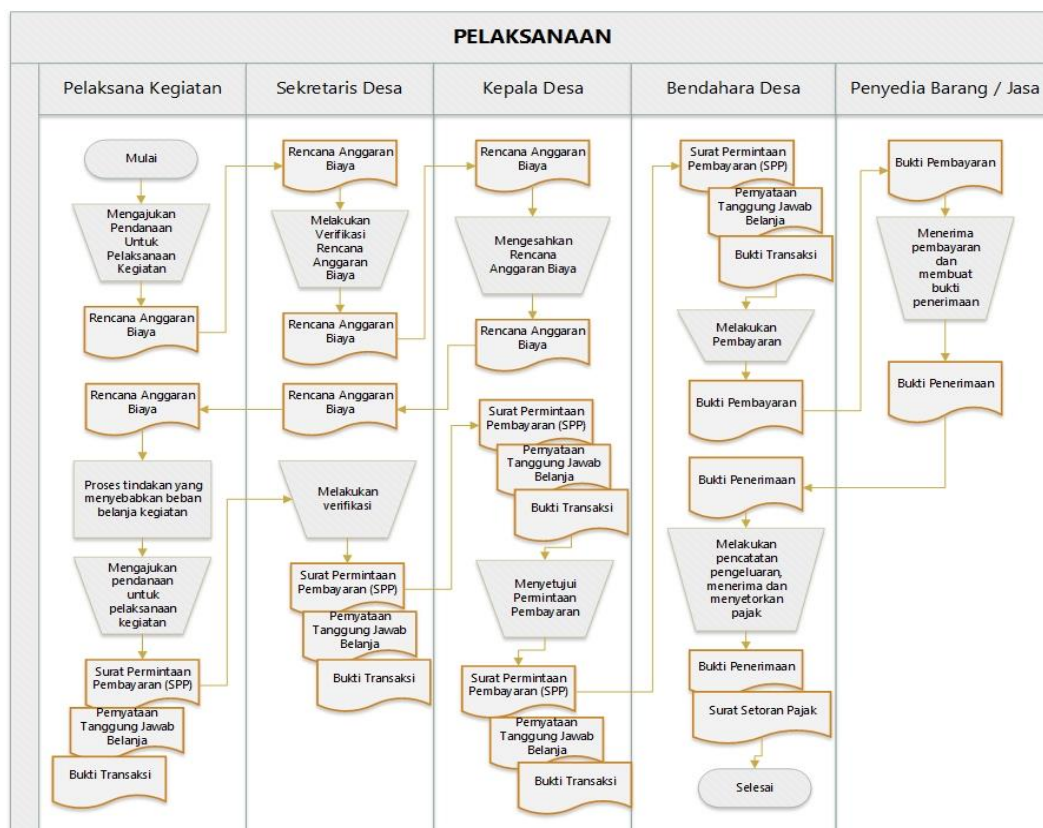 PELAKSANAAN
Pelaksana Kegiatan
Sekretaris Desa
Kepala Desa
Bendahara Desa
Penyedia Barang / Jasa
Mulai
Mengajukan
Pendanaan
Untuk
Pelaksanaan
Kegiatan
Rencana Anggaran
Biaya
Rencana Anggaran
Biaya
Proses tindakan yang
menyebabkan beban
belanja kegiatan
Mengajukan
pendanaan
untuk
pelaksanaan
kegiatan
Surat Permintaan
Pembayaran (SPP)
Pernyataan
Tanggung Jawab
Belanja
Bukti Transaksi
Rencana Anggaran
Biaya
Melakukan
Verifikasi
Rencana
Anggaran
Biaya
Rencana Anggaran
Biaya
Rencana Anggaran
Biaya
Melakukan
verifikasi
Surat Permintaan
Pembayaran (SPP)
Pernyataan
Tanggung Jawab
Belanja
Bukti Transaksi
Rencana Anggaran
Biaya
Mengesahkan
Rencana
Anggaran Biaya
Rencana Anggaran
Biaya
Surat Permintaan
Pembayaran (SPP)
Pernyataan
Tanggung Jawab
Belanja
Bukti Transaksi
Menyetujui
Permintaan
Pembayaran
Surat Permintaan
Pembayaran (SPP)
Pernyataan
Tanggung Jawab
Belanja
Bukti Transaksi
Surat Permintaan
Pembayaran (SPP)
Pernyataan
Tanggung Jawab
Belanja
Bukti Transaksi
Melakukan
Pembayaran
Bukti Pembayaran
Bukti Penerimaan
Melakukan
pencatatan
pengeluaran,
menerima dan
menyetorkan
pajak
Bukti Penerimaan
Surat Setoran Pajak
Selesai
Bukti Pembayaran
Menerima
pembayaran
dan
membuat
bukti
penerimaan
Bukti Penerimaan